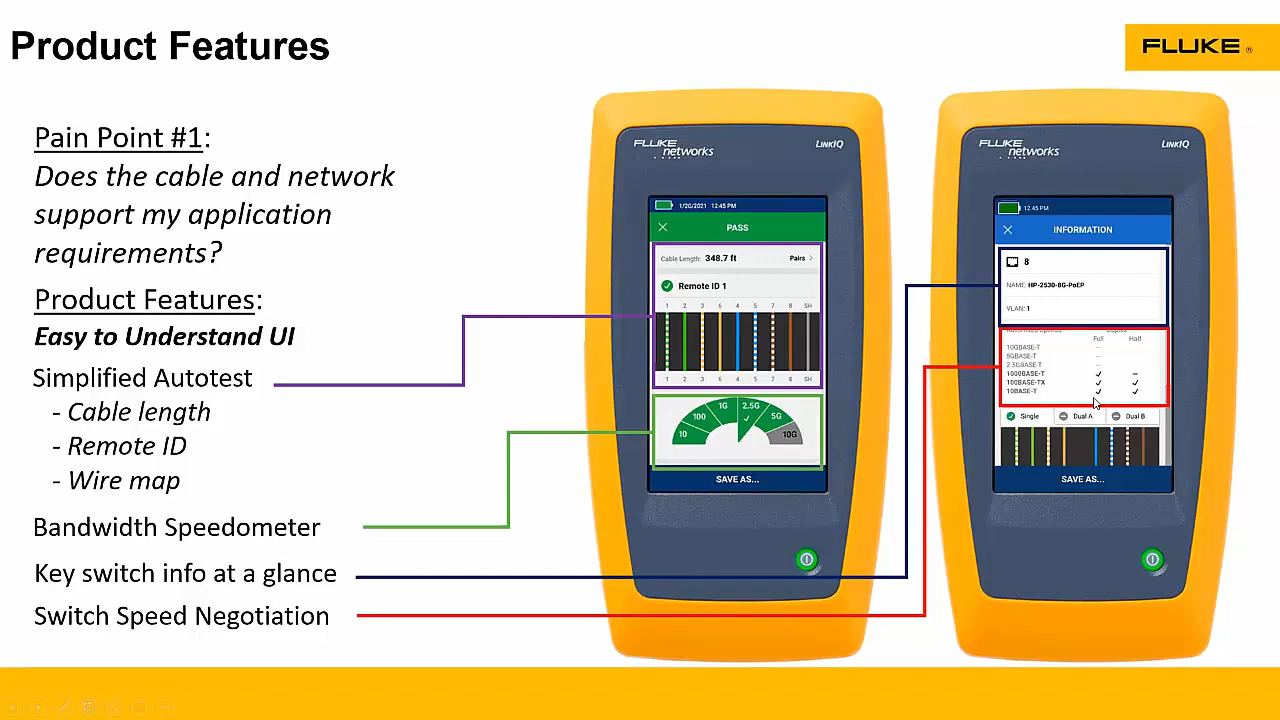 Product Features
FLUKE ®
Pain Point #1:
Does the cable and network
support my application
requirements?
Product Features:
Easy to Understand UI
Simplified Autotest
- Cable length
- Remote ID
- Wire map
Bandwidth Speedometer
Key switch info at a glance
Switch Speed Negotiation
FLUKE
networks
LINKIQ
1/20/2021 12:45 PM
PASS
Cable Length: 348.7 ft Pairs >
Remote ID 1
1 2 3 6 4 5 7 8 SH
1 2 3 6 4 5 7 8 SH
10 100 1G 2.5G 5G 10G
SAVE AS...
FLUKE
networks
LINKIQ
12:45 PM
INFORMATION
8
NAME: HP-2530-8G-PoEP
VLAN: 1
Full Half
10GBASE-T --
5GBASE-T --
2.5GBASE-T --
1000BASE-T ✓ --
100BASE-TX ✓ ✓
10BASE-T ✓ ✓
Single Dual A Dual B
SAVE AS...